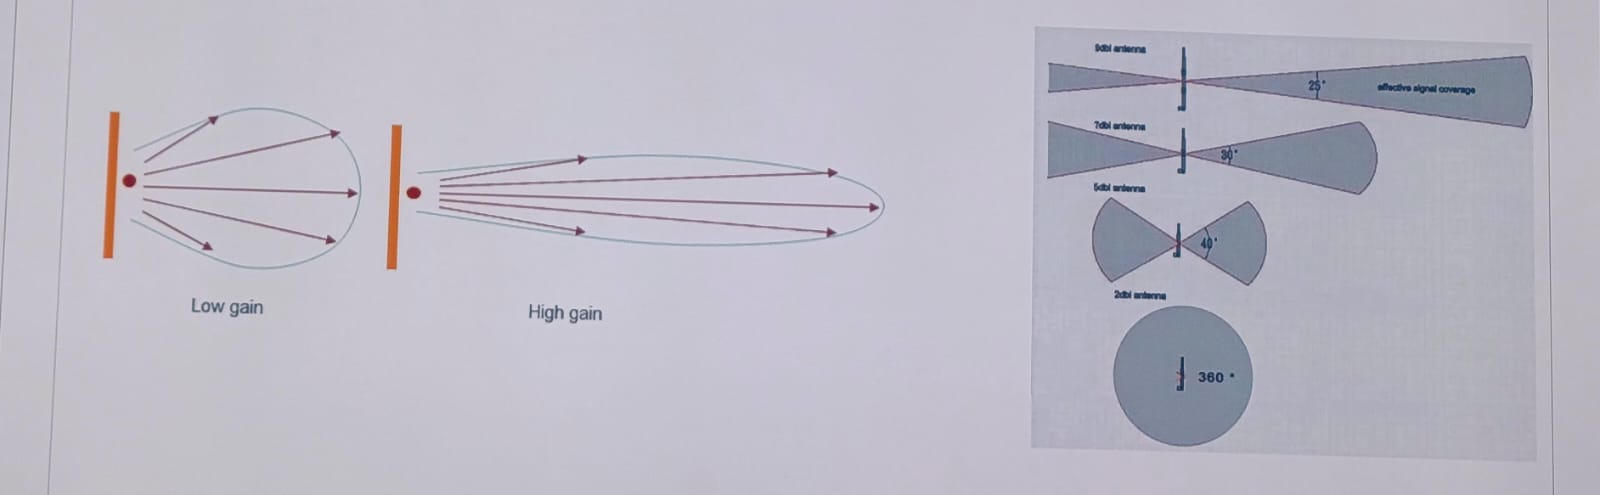 Low gain
High gain
9dbi antenna
25°
effective signal coverage
7dbi antenna
30°
5dbi antenna
40°
2dbi antenna
360 °